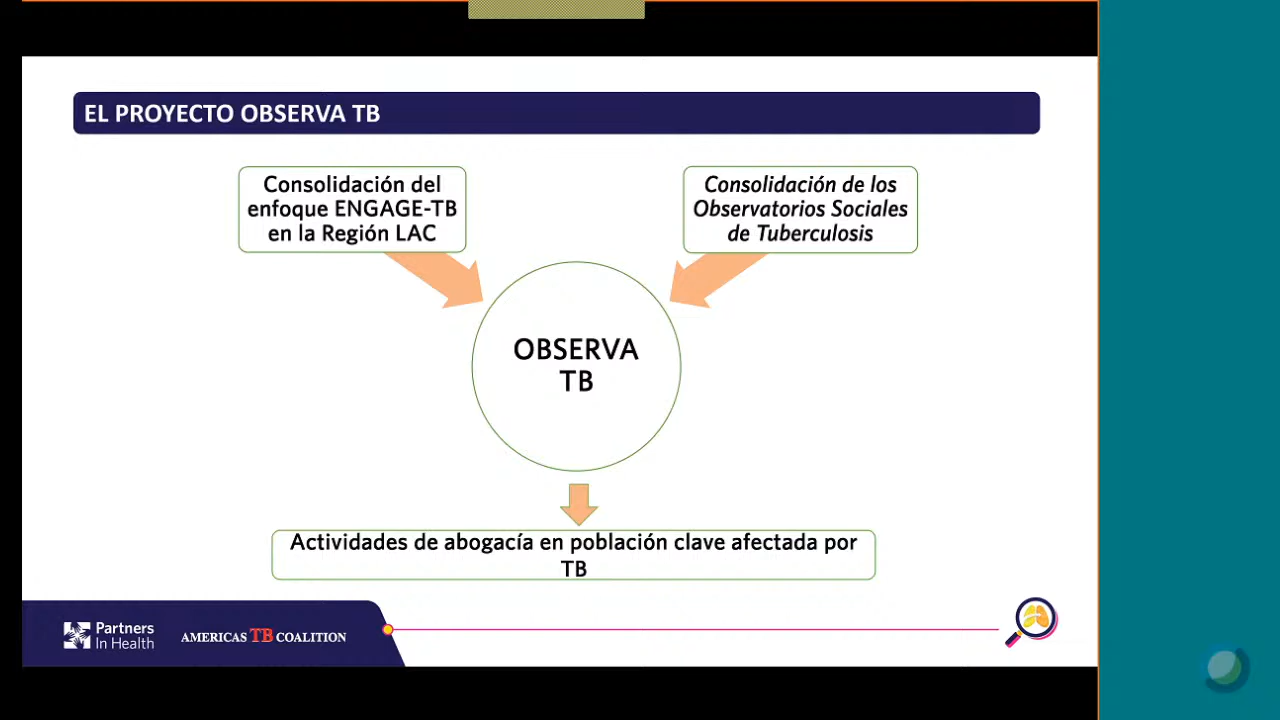 EL PROYECTO OBSERVA TB
Consolidación del
enfoque ENGAGE-TB
en la Región LAC
Consolidación de los
Observatorios Sociales
de Tuberculosis
OBSERVA
TB
Actividades de abogacía en población clave afectada por
TB
Partners
In Health
AMERICAS TB COALITION